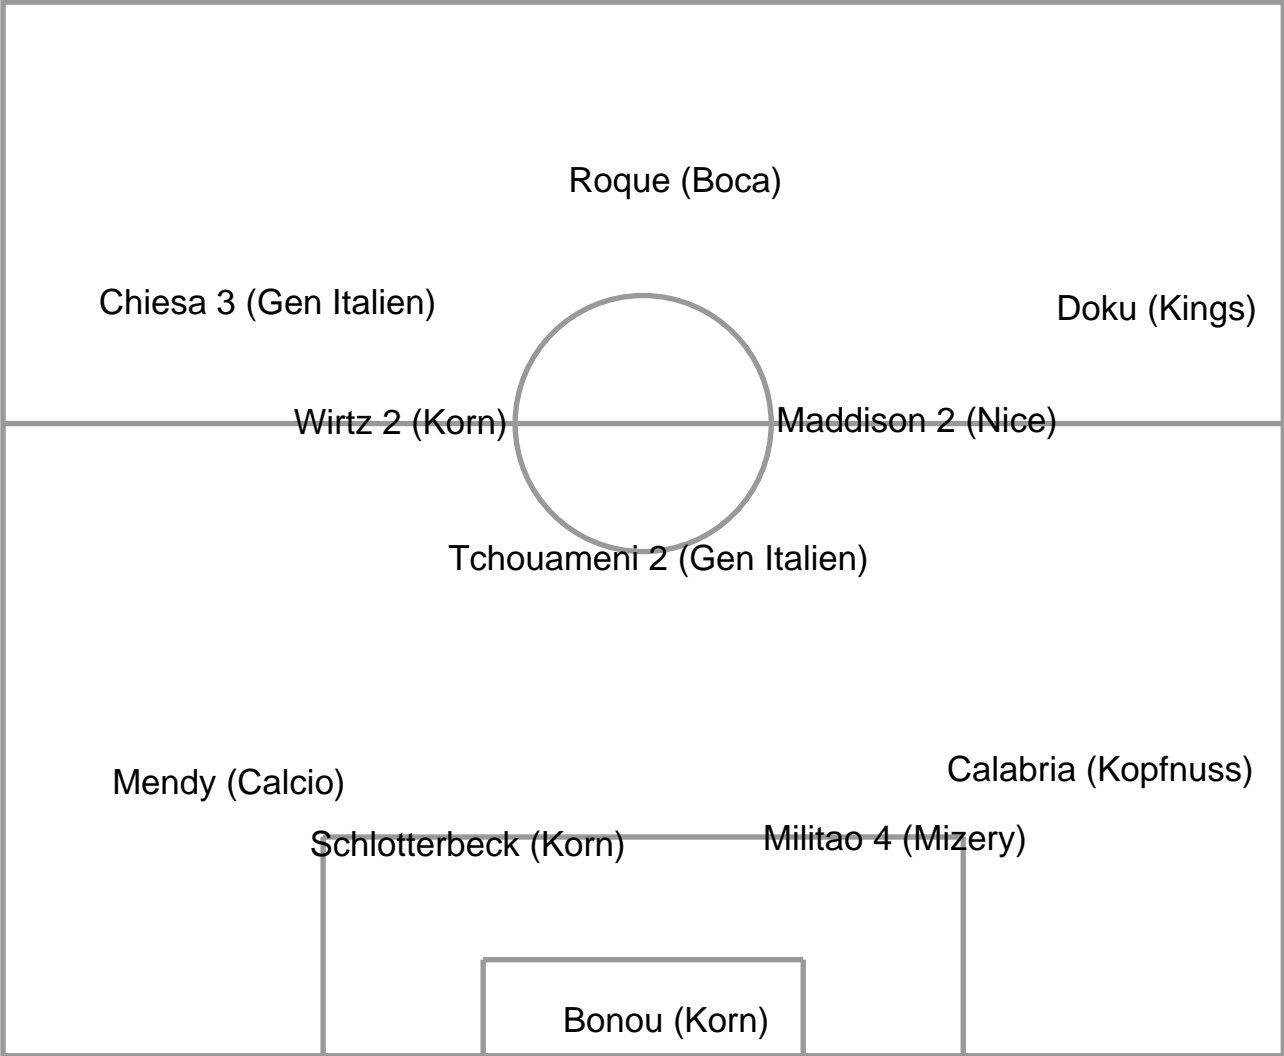 Roque (Boca)
Chiesa 3 (Gen Italien)
Doku (Kings)
Wirtz 2 (Korn)
Maddison 2 (Nice)
Tchouameni 2 (Gen Italien)
Mendy (Calcio)
Calabria (Kopfnuss)
Schlotterbeck (Korn)
Militao 4 (Mizery)
Bonou (Korn)